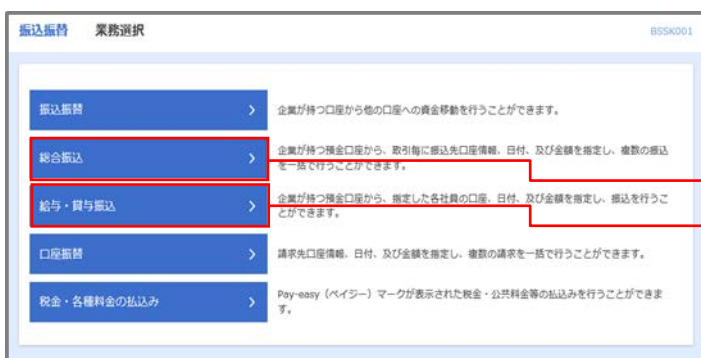 振込振替 業務選択 BSSK001
振込振替 > 企業が持つ口座から他の口座への資金移動を行うことができます。
総合振込 > 企業が持つ預金口座から、取引毎に振込先口座情報、日付、及び金額を指定し、複数の振込
を一括で行うことができます。
給与・賞与振込 > 企業が持つ預金口座から、指定した各社員の口座、日付、及び金額を指定し、振込を行うこ
とができます。
口座振替 > 請求先口座情報、日付、及び金額を指定し、複数の請求を一括で行うことができます。
税金・各種料金の払込み > Pay-easy（ペイジー）マークが表示された税金・公共料金等の払込みを行うことができま
す。